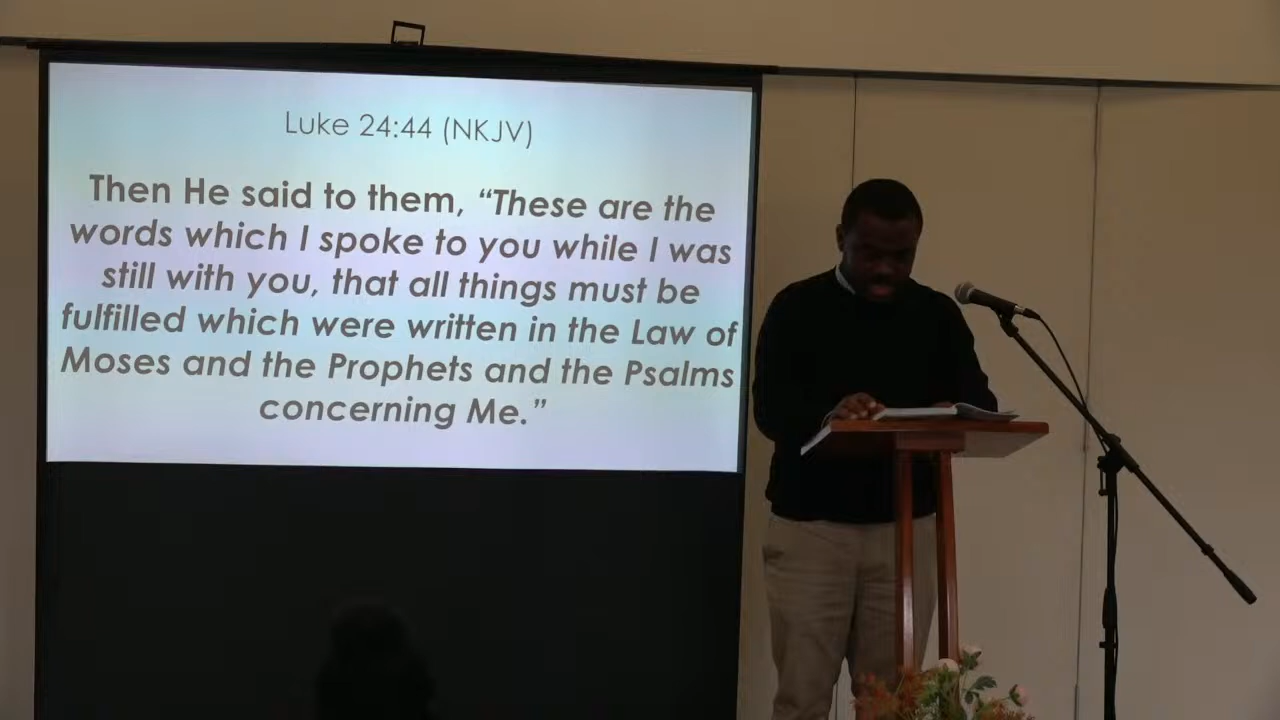 Luke 24:44 (NKJV)
Then He said to them, “These are the
words which I spoke to you while I was
still with you, that all things must be
fulfilled which were written in the Law of
Moses and the Prophets and the Psalms
concerning Me.”